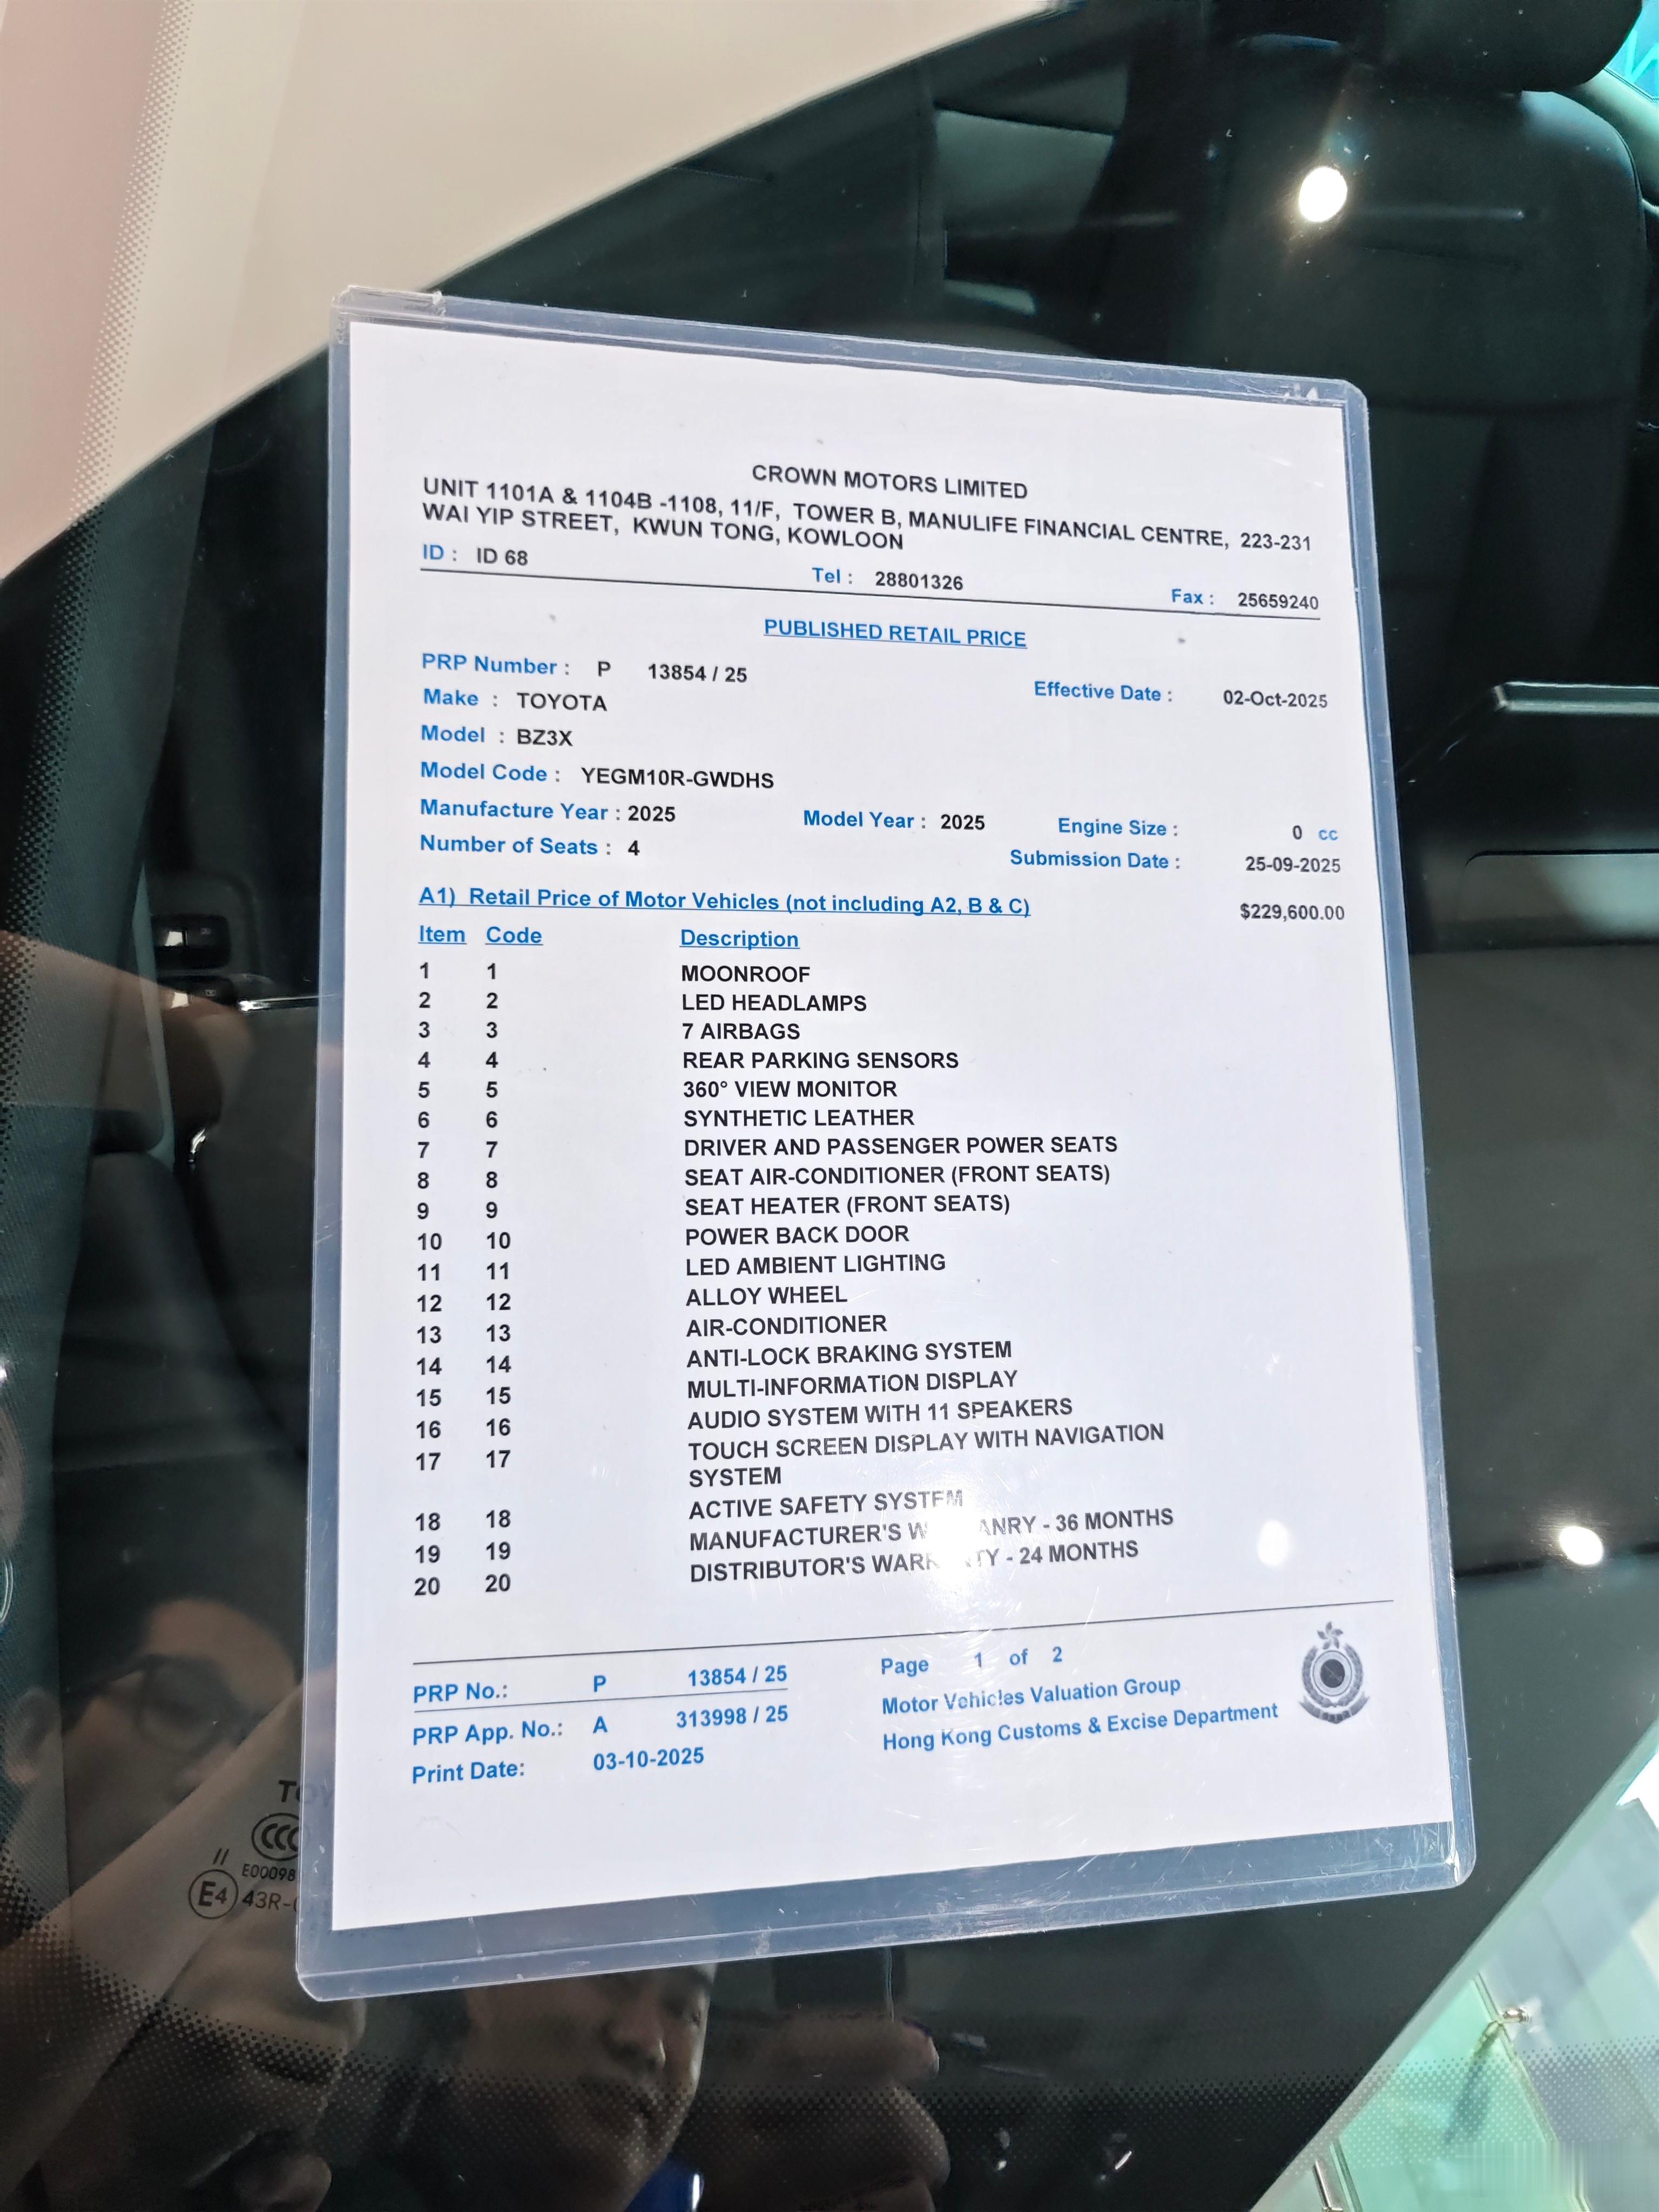 CROWN MOTORS LIMITED
UNIT 1101A & 1104B -1108, 11/F, TOWER B, MANULIFE FINANCIAL CENTRE, 223-231
WAI YIP STREET, KWUN TONG, KOWLOON
ID : ID 68 Tel : 28801326 Fax : 25659240
PUBLISHED RETAIL PRICE
PRP Number : P 13854 / 25 Effective Date : 02-Oct-2025
Make : TOYOTA
Model : BZ3X
Model Code : YEGM10R-GWDHS
Manufacture Year : 2025 Model Year : 2025 Engine Size : 0 cc
Number of Seats : 4 Submission Date : 25-09-2025
A1) Retail Price of Motor Vehicles (not including A2, B & C) $229,600.00
Item Code Description
1 1 MOONROOF
2 2 LED HEADLAMPS
3 3 7 AIRBAGS
4 4 REAR PARKING SENSORS
5 5 360° VIEW MONITOR
6 6 SYNTHETIC LEATHER
7 7 DRIVER AND PASSENGER POWER SEATS
8 8 SEAT AIR-CONDITIONER (FRONT SEATS)
9 9 SEAT HEATER (FRONT SEATS)
10 10 POWER BACK DOOR
11 11 LED AMBIENT LIGHTING
12 12 ALLOY WHEEL
13 13 AIR-CONDITIONER
14 14 ANTI-LOCK BRAKING SYSTEM
15 15 MULTI-INFORMATION DISPLAY
16 16 AUDIO SYSTEM WITH 11 SPEAKERS
17 17 TOUCH SCREEN DISPLAY WITH NAVIGATION
SYSTEM
18 18 ACTIVE SAFETY SYSTEM
19 19 MANUFACTURER'S - 36 MONTHS
20 20 DISTRIBUTOR'S WARRANTY - 24 MONTHS
PRP No.: P 13854 / 25 Page 1 of 2
PRP App. No.: A 313998 / 25 Motor Vehicles Valuation Group
Print Date: 03-10-2025 Hong Kong Customs & Excise Department
CCC
E4